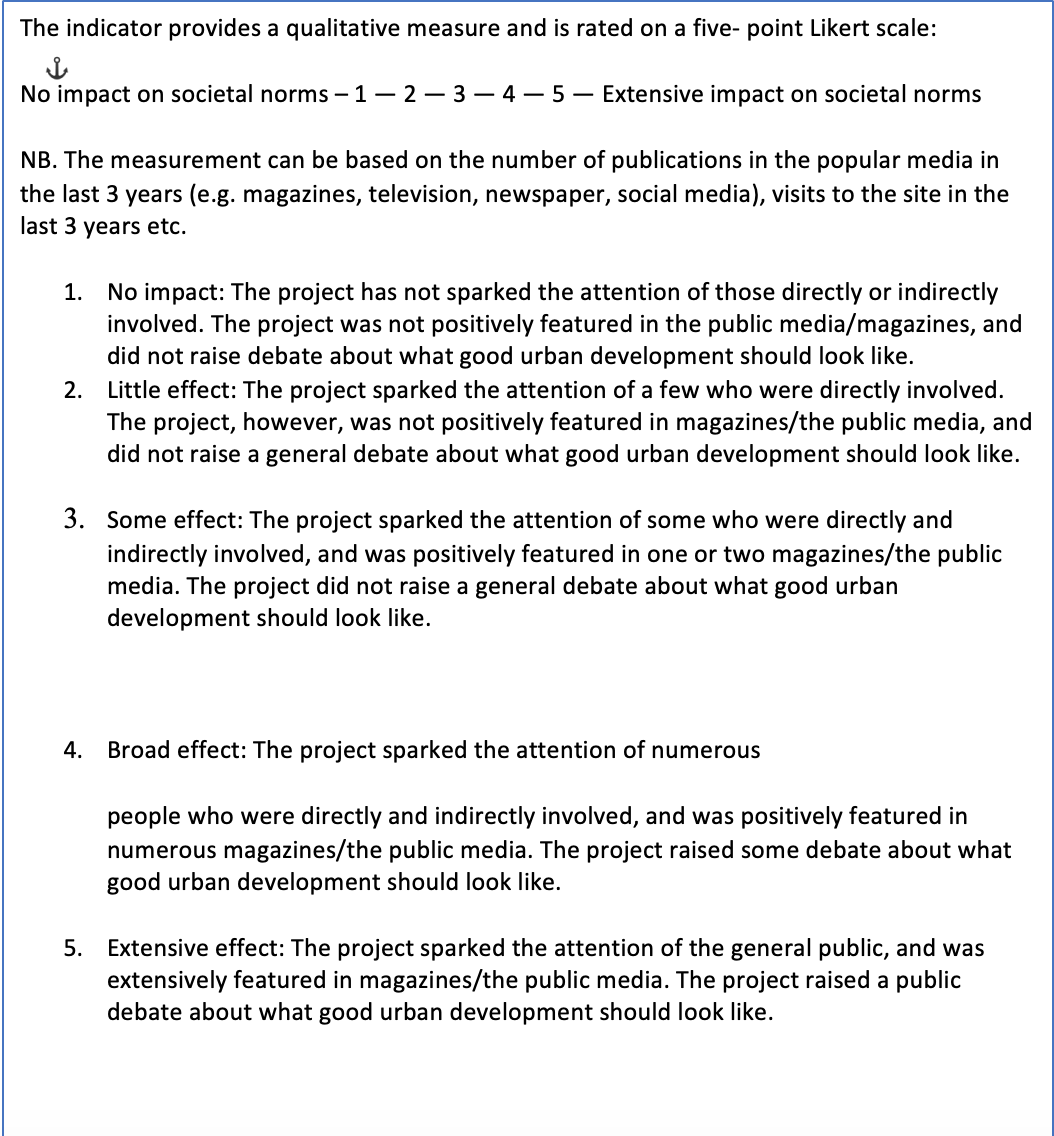 The indicator provides a qualitative measure and is rated on a five- point Likert scale:
No impact on societal norms – 1 — 2 — 3 — 4 — 5 — Extensive impact on societal norms
NB. The measurement can be based on the number of publications in the popular media in
the last 3 years (e.g. magazines, television, newspaper, social media), visits to the site in the
last 3 years etc.
1. No impact: The project has not sparked the attention of those directly or indirectly
involved. The project was not positively featured in the public media/magazines, and
did not raise debate about what good urban development should look like.
2. Little effect: The project sparked the attention of a few who were directly involved.
The project, however, was not positively featured in magazines/the public media, and
did not raise a general debate about what good urban development should look like.
3. Some effect: The project sparked the attention of some who were directly and
indirectly involved, and was positively featured in one or two magazines/the public
media. The project did not raise a general debate about what good urban
development should look like.
4. Broad effect: The project sparked the attention of numerous
people who were directly and indirectly involved, and was positively featured in
numerous magazines/the public media. The project raised some debate about what
good urban development should look like.
5. Extensive effect: The project sparked the attention of the general public, and was
extensively featured in magazines/the public media. The project raised a public
debate about what good urban development should look like.